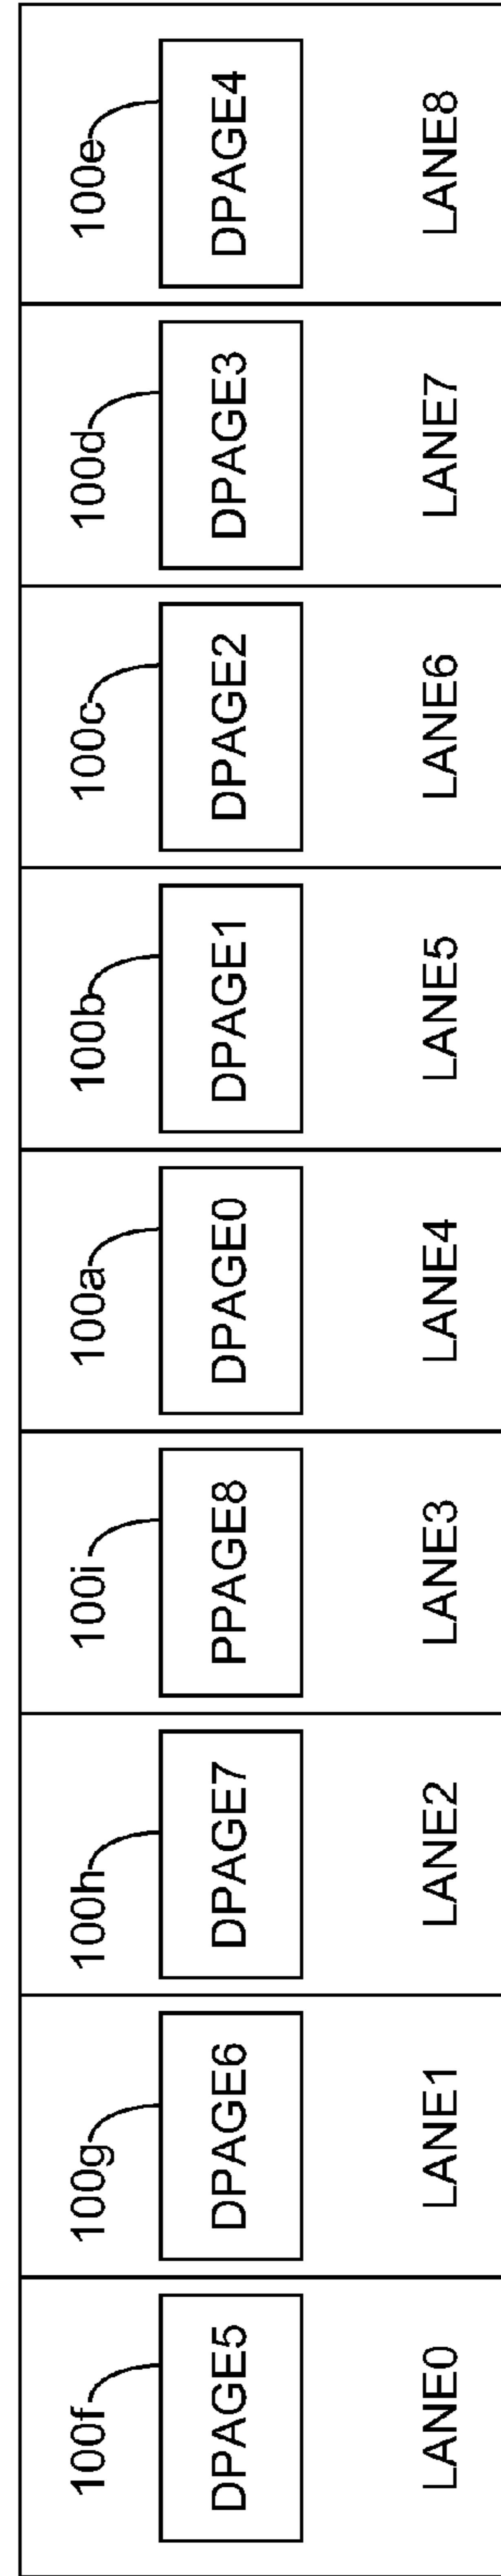 100f 100g 100h 100i 100a 100b 100c 100d 100e
DPAGE5 DPAGE6 DPAGE7 PPAGE8 DPAGE0 DPAGE1 DPAGE2 DPAGE3 DPAGE4
LANE0 LANE1 LANE2 LANE3 LANE4 LANE5 LANE6 LANE7 LANE8